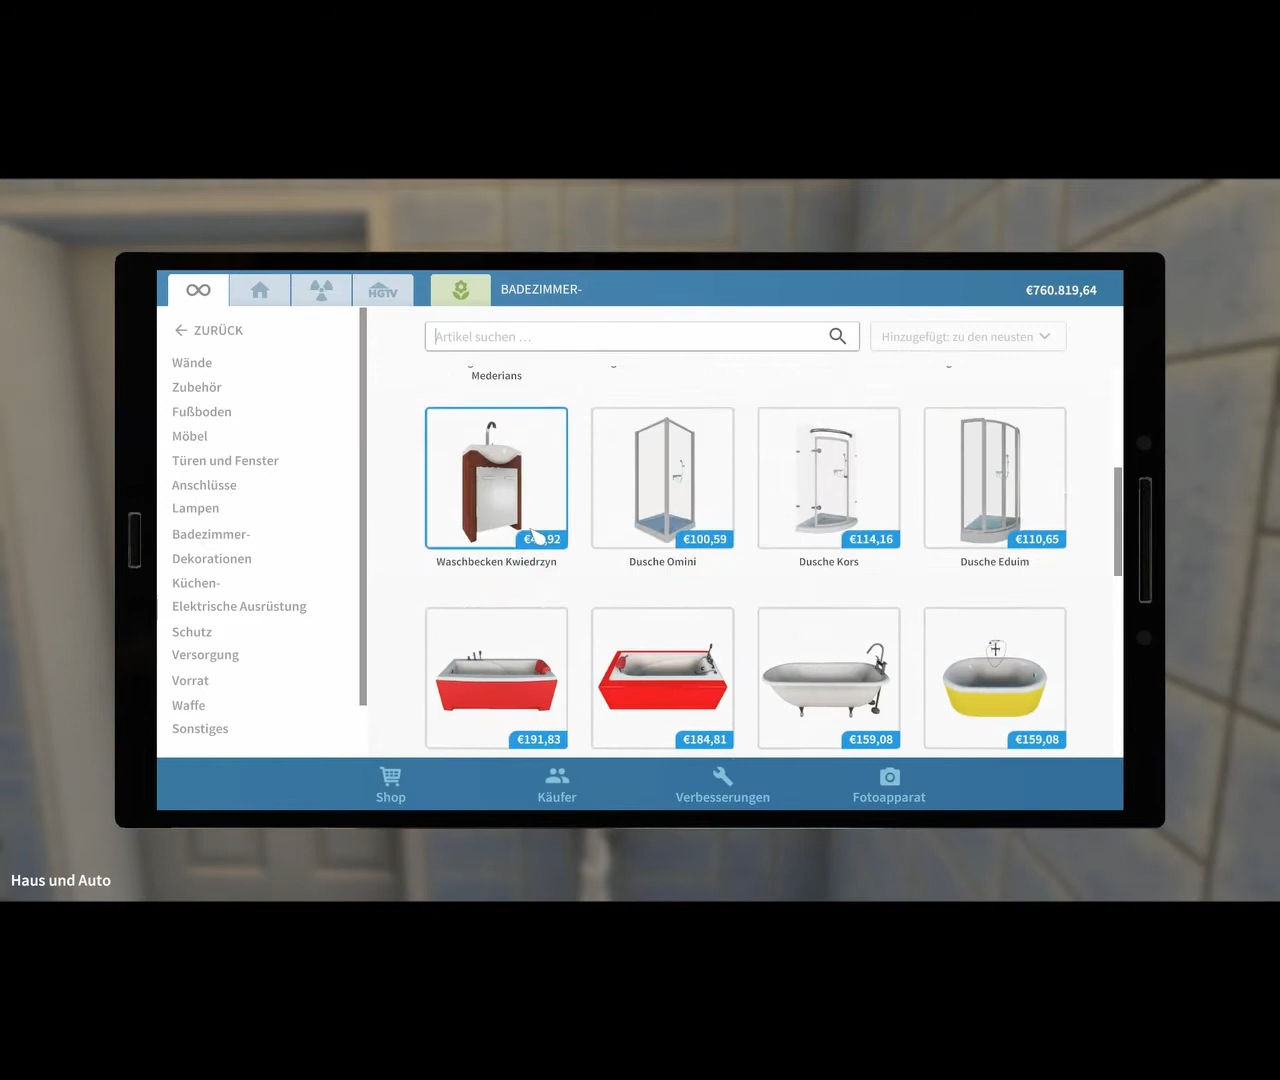 HGTV
BADEZIMMER-
€760.819,64
ZURÜCK
Artikel suchen ...
Hinzugefügt: zu den neusten
Wände
Zubehör
Fußboden
Möbel
Türen und Fenster
Anschlüsse
Lampen
Badezimmer-
Dekorationen
Küchen-
Elektrische Ausrüstung
Schutz
Versorgung
Vorrat
Waffe
Sonstiges
Mederians
€100,59
€114,16
€110,65
Waschbecken Kwiedrzyn
Dusche Omini
Dusche Kors
Dusche Eduim
€191,83
€184,81
€159,08
€159,08
Shop
Käufer
Verbesserungen
Fotoapparat
Haus und Auto